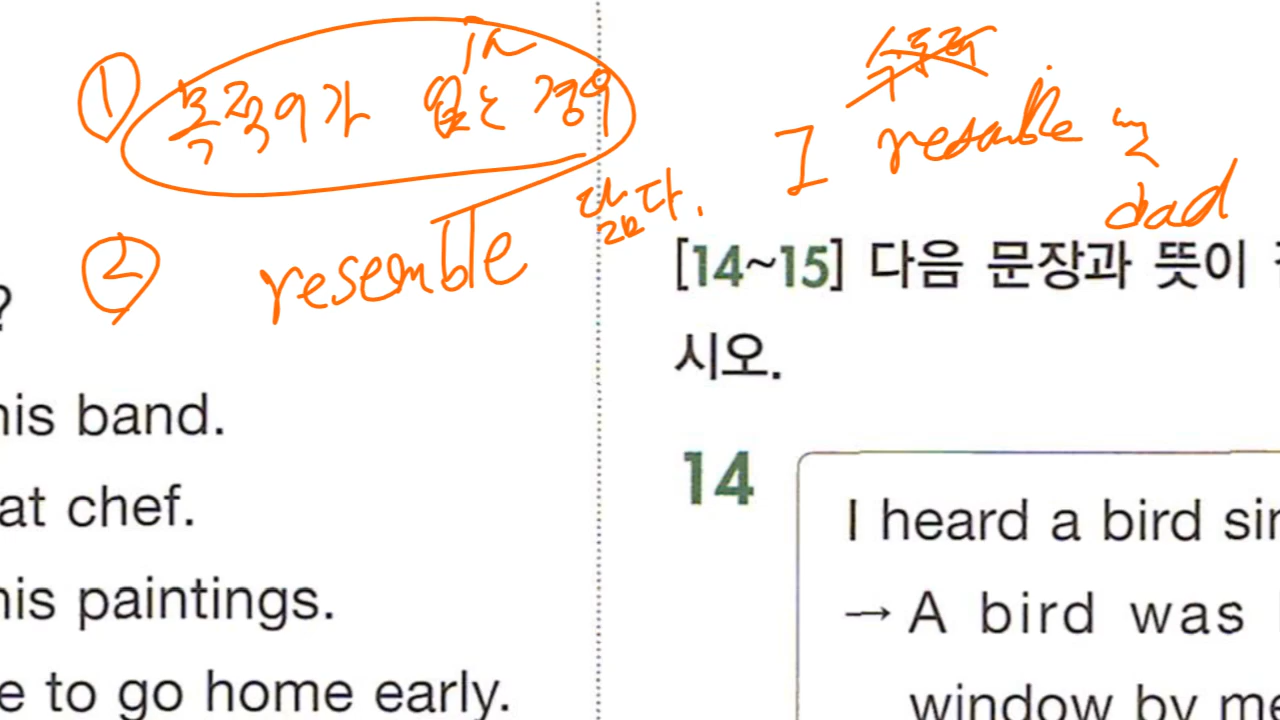 ① 목적어가 없는 경우
수동태
I resemble my dad
② resemble 닮다.
[14~15] 다음 문장과 뜻이
시오.
?
his band.
at chef.
his paintings.
e to go home early.
14
I heard a bird sin
→ A bird was
window by me